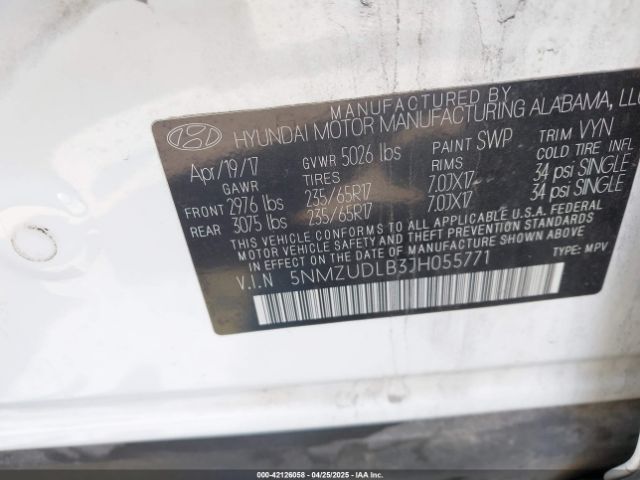 MANUFACTURED BY
HYUNDAI MOTOR MANUFACTURING ALABAMA, LLC
Apr/19/17 GVWR 5026 lbs PAINT SWP TRIM VYN
GAWR TIRES RIMS COLD TIRE INFL
FRONT 2976 lbs 235/65R17 7.0JX17 34 psi SINGLE
REAR 3075 lbs 235/65R17 7.0JX17 34 psi SINGLE
THIS VEHICLE CONFORMS TO ALL APPLICABLE U.S.A. FEDERAL
MOTOR VEHICLE SAFETY AND THEFT PREVENTION STANDARDS
IN EFFECT ON THE DATE OF MANUFACTURE SHOWN ABOVE.
V.I.N 5NMZUDLB3JH055771 TYPE: MPV
000-42126058 - 04/25/2025 - IAAI.COM